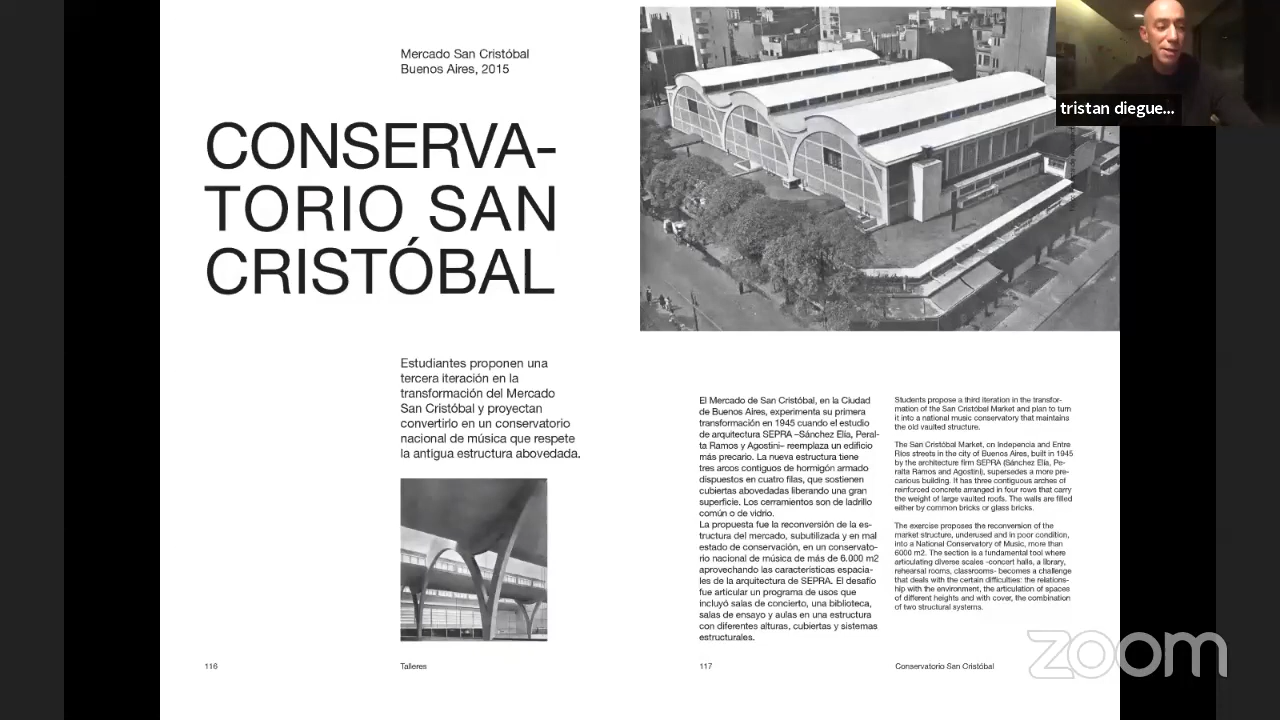 Mercado San Cristóbal
Buenos Aires, 2015
CONSERVA-
TORIO SAN
CRISTÓBAL
Estudiantes proponen una
tercera iteración en la
transformación del Mercado
San Cristóbal y proyectan
convertirlo en un conservatorio
nacional de música que respete
la antigua estructura abovedada.
116
Talleres
El Mercado de San Cristóbal, en la Ciudad
de Buenos Aires, experimenta su primera
transformación en 1945 cuando el estudio
de arquitectura SEPRA –Sánchez Elía, Peral-
ta Ramos y Agostini– reemplaza un edificio
más precario. La nueva estructura tiene
tres arcos contiguos de hormigón armado
dispuestos en cuatro filas, que sostienen
cubiertas abovedadas liberando una gran
superficie. Los cerramientos son de ladrillo
común o de vidrio.
La propuesta fue la reconversión de la es-
tructura del mercado, subutilizada y en mal
estado de conservación, en un conservato-
rio nacional de música de más de 6.000 m2
aprovechando las características espacia-
les de la arquitectura de SEPRA. El desafío
fue articular un programa de usos que
incluyó salas de concierto, una biblioteca,
salas de ensayo y aulas en una estructura
con diferentes alturas, cubiertas y sistemas
estructurales.
117
Students propose a third iteration in the transfor-
mation of the San Cristóbal Market and plan to turn
it into a national music conservatory that maintains
the old vaulted structure.
The San Cristóbal Market, on Indepencia and Entre
Ríos streets in the city of Buenos Aires, built in 1945
by the architecture firm SEPRA (Sánchez Elía, Pe-
ralta Ramos and Agostini), supersedes a more pre-
carious building. It has three contiguous arches of
reinforced concrete arranged in four rows that carry
the weight of large vaulted roofs. The walls are filled
either by common bricks or glass bricks.
The exercise proposes the reconversion of the
market structure, underused and in poor condition,
into a National Conservatory of Music, more than
6000 m2. The section is a fundamental tool where
articulating diverse scales -concert halls, a library,
rehearsal rooms, classrooms- becomes a challenge
that deals with the certain difficulties: the relations-
hip with the environment, the articulation of spaces
of different heights and with cover, the combination
of two structural systems.
Conservatorio San Cristóbal
tristan diegue...
zoom